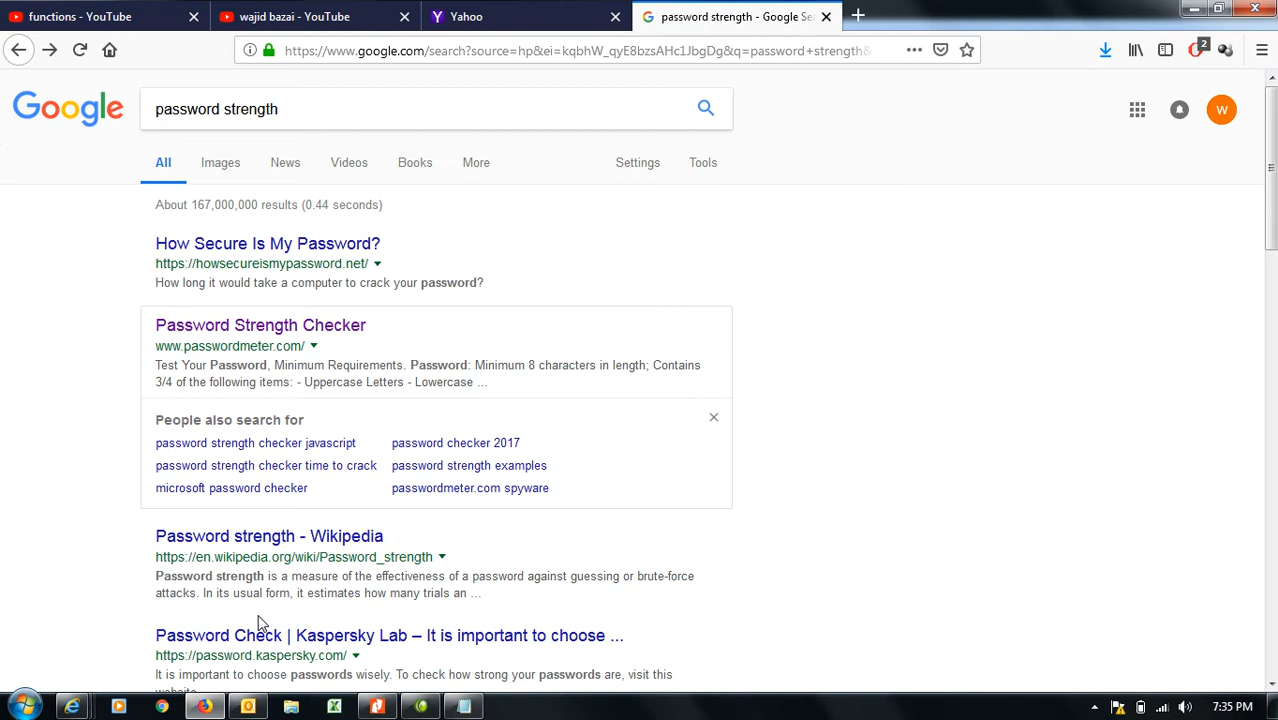 functions - YouTube
wajid bazai - YouTube
Yahoo
password strength - Google Se
https://www.google.com/search?source=hp&ei=kqbhW_qyE8bzsAHc1JbgDg&q=password+strength&
2
Google
password strength
W
All Images News Videos Books More Settings Tools
About 167,000,000 results (0.44 seconds)
How Secure Is My Password?
https://howsecureismypassword.net/
How long it would take a computer to crack your password?
Password Strength Checker
www.passwordmeter.com/
Test Your Password, Minimum Requirements. Password: Minimum 8 characters in length; Contains
3/4 of the following items: - Uppercase Letters - Lowercase ...
People also search for
password strength checker javascript password checker 2017
password strength checker time to crack password strength examples
microsoft password checker passwordmeter.com spyware
Password strength - Wikipedia
https://en.wikipedia.org/wiki/Password_strength
Password strength is a measure of the effectiveness of a password against guessing or brute-force
attacks. In its usual form, it estimates how many trials an ...
Password Check | Kaspersky Lab – It is important to choose ...
https://password.kaspersky.com/
It is important to choose passwords wisely. To check how strong your passwords are, visit this
website
7:35 PM